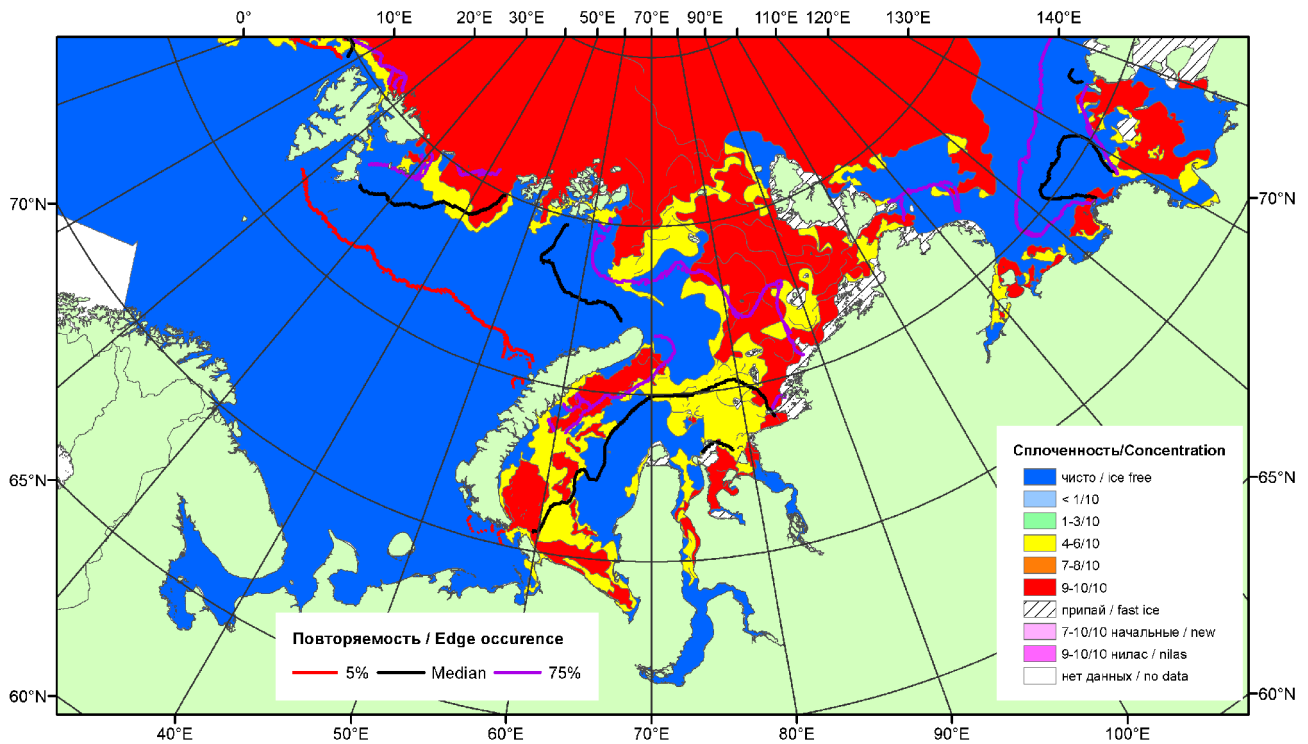 0° 10°E 20°E 30°E 50°E 70°E 90°E 110°E 120°E 130°E 140°E
70°N 70°N
65°N 65°N
60°N 60°N
Сплоченность/Concentration
чисто / ice free
< 1/10
1-3/10
4-6/10
7-8/10
9-10/10
припай / fast ice
7-10/10 начальные / new
9-10/10 нилас / nilas
нет данных / no data
Повторяемость / Edge occurence
5% Median 75%
40°E 50°E 60°E 70°E 80°E 90°E 100°E